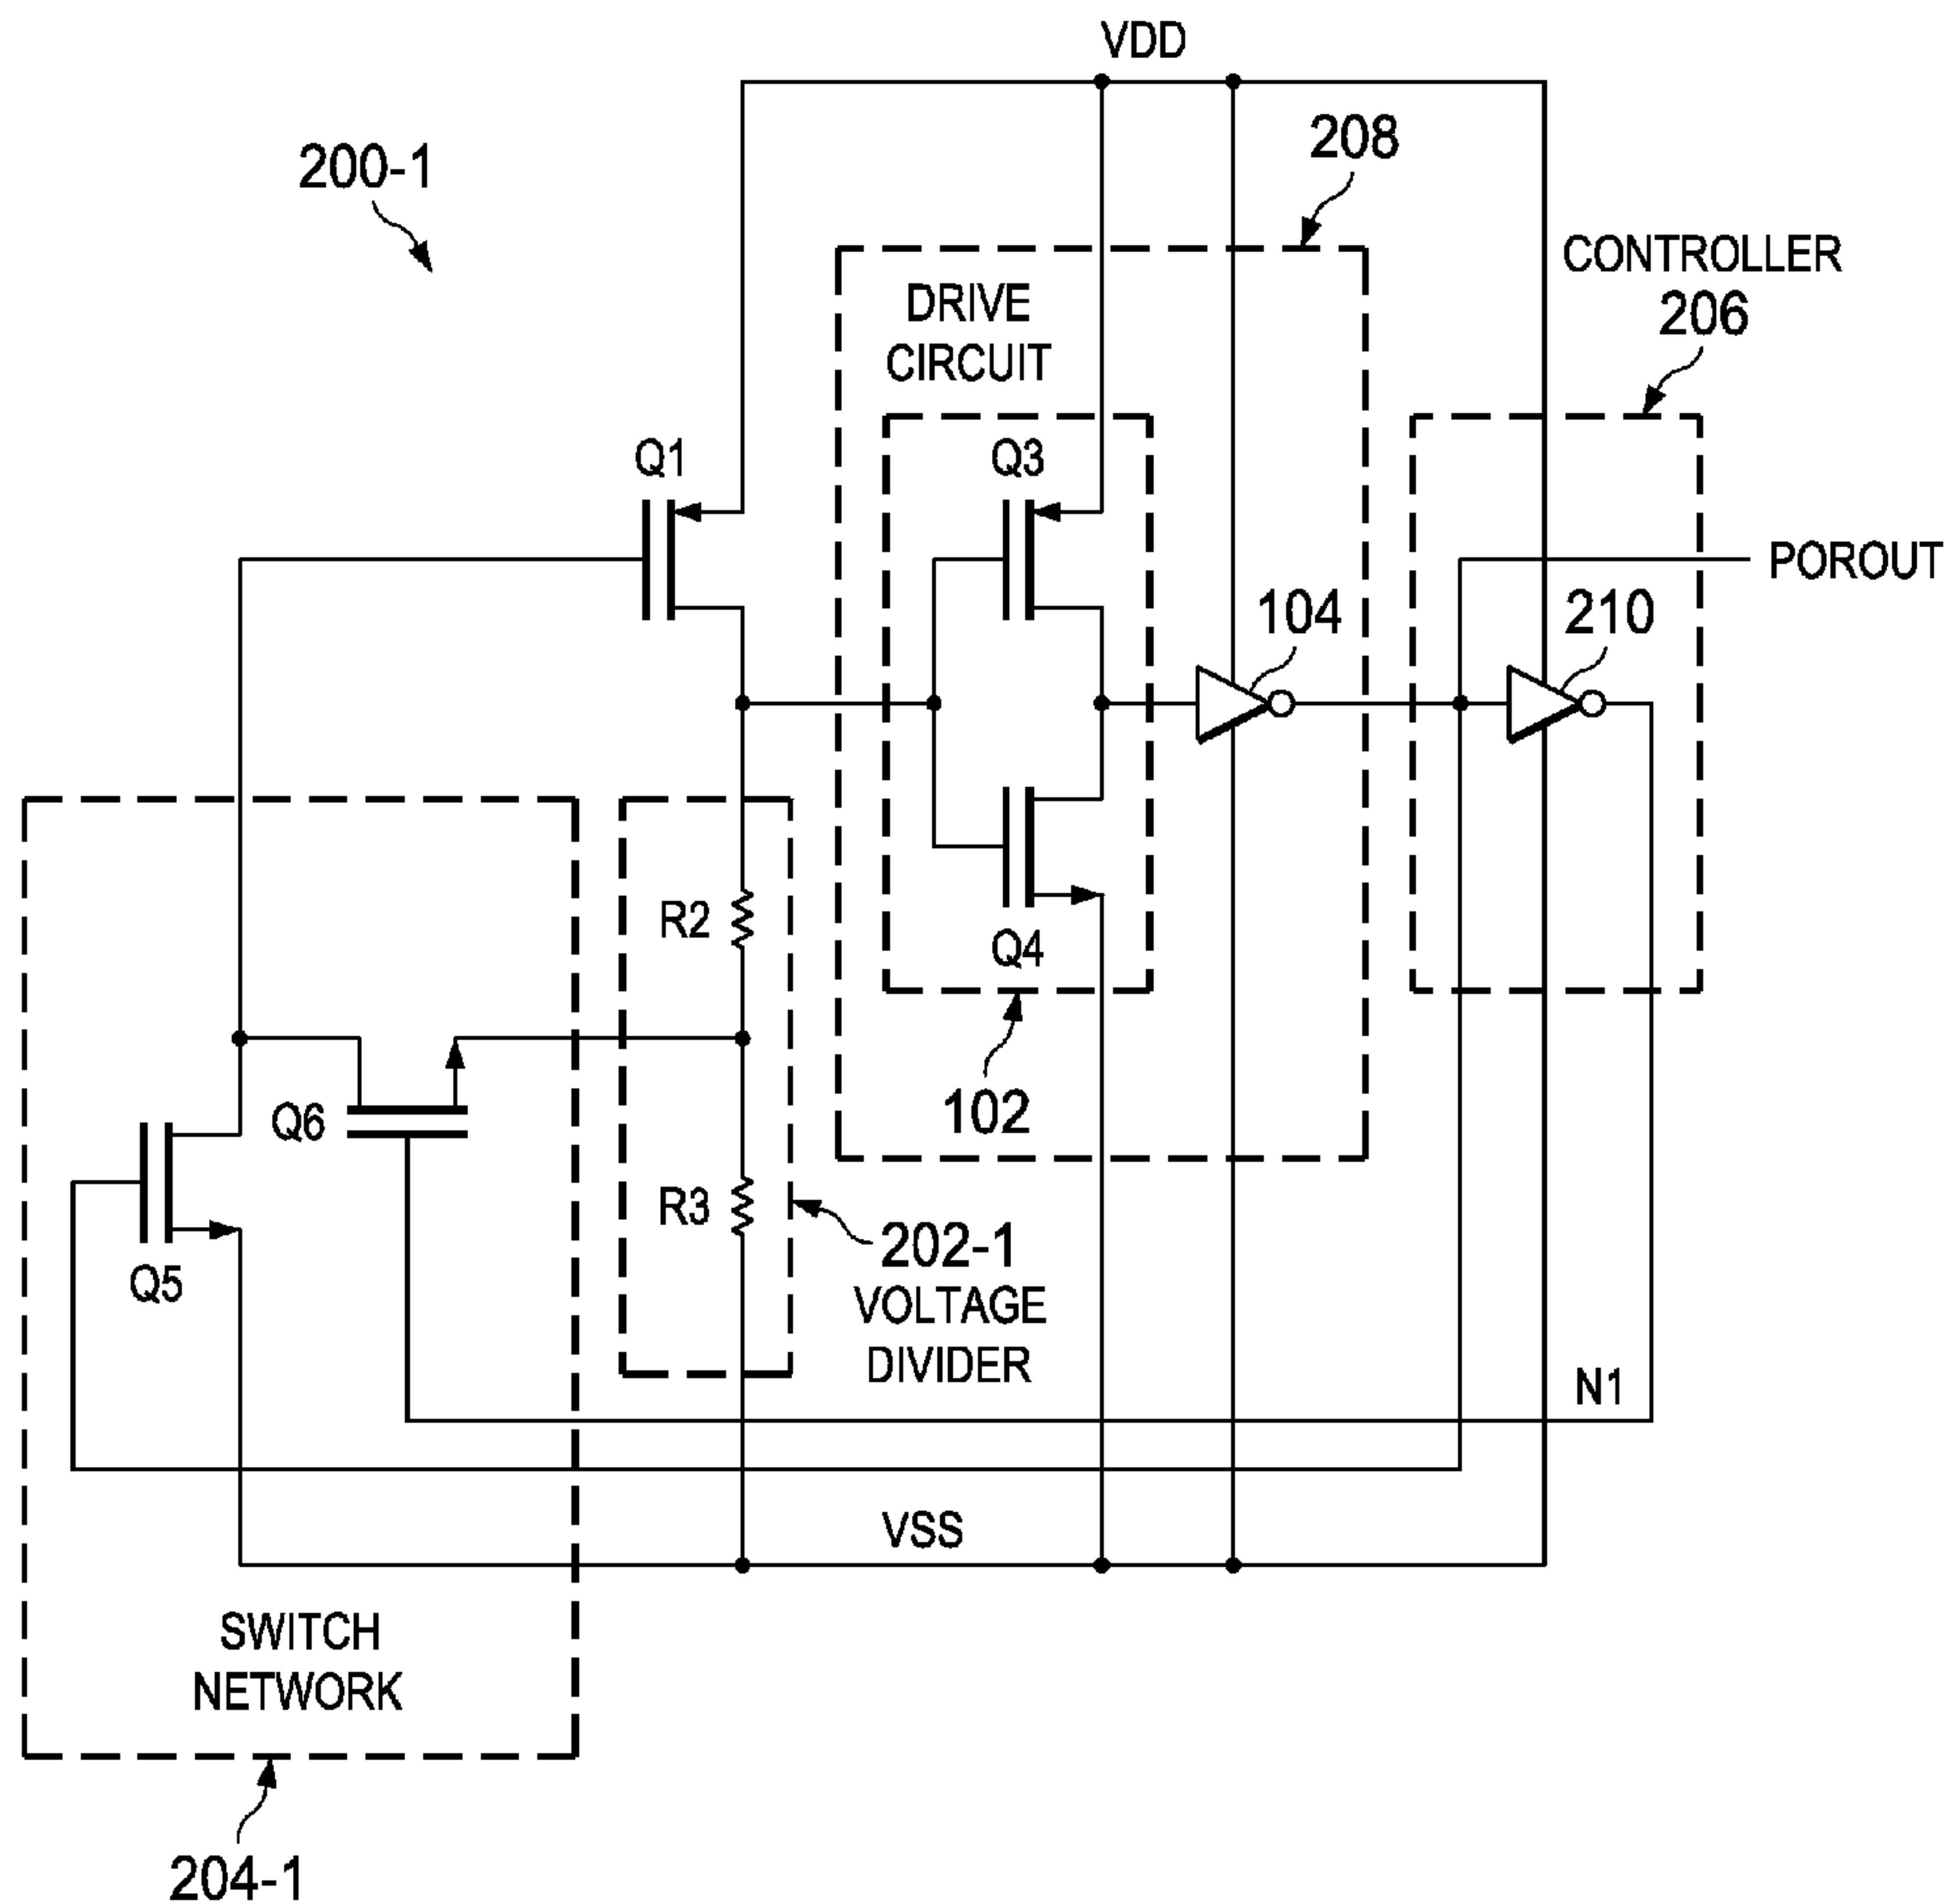 VDD
208
200-1
CONTROLLER
206
DRIVE
CIRCUIT
Q1
Q3
POROUT
104
210
R2
Q4
102
Q6
R3
202-1
VOLTAGE
DIVIDER
Q5
N1
VSS
SWITCH
NETWORK
204-1